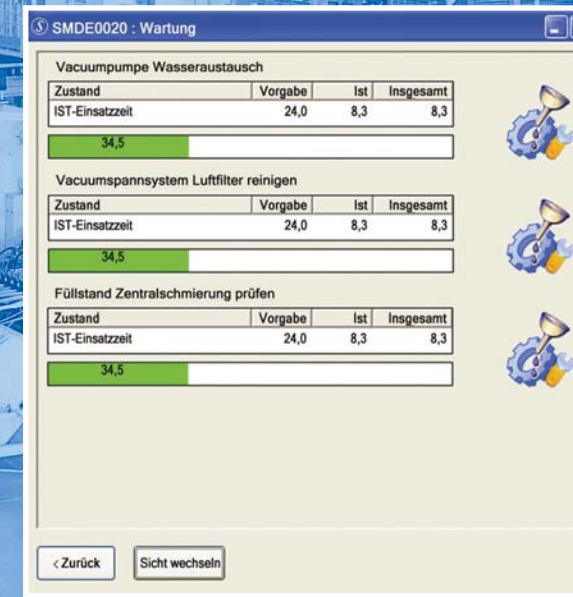 SMDE0020 : Wartung
Vacuumpumpe Wasseraustausch
Zustand Vorgabe Ist Insgesamt
IST-Einsatzzeit 24,0 8,3 8,3
34,5
Vacuumspannsystem Luftfilter reinigen
Zustand Vorgabe Ist Insgesamt
IST-Einsatzzeit 24,0 8,3 8,3
34,5
Füllstand Zentralschmierung prüfen
Zustand Vorgabe Ist Insgesamt
IST-Einsatzzeit 24,0 8,3 8,3
34,5
< Zurück Sicht wechseln